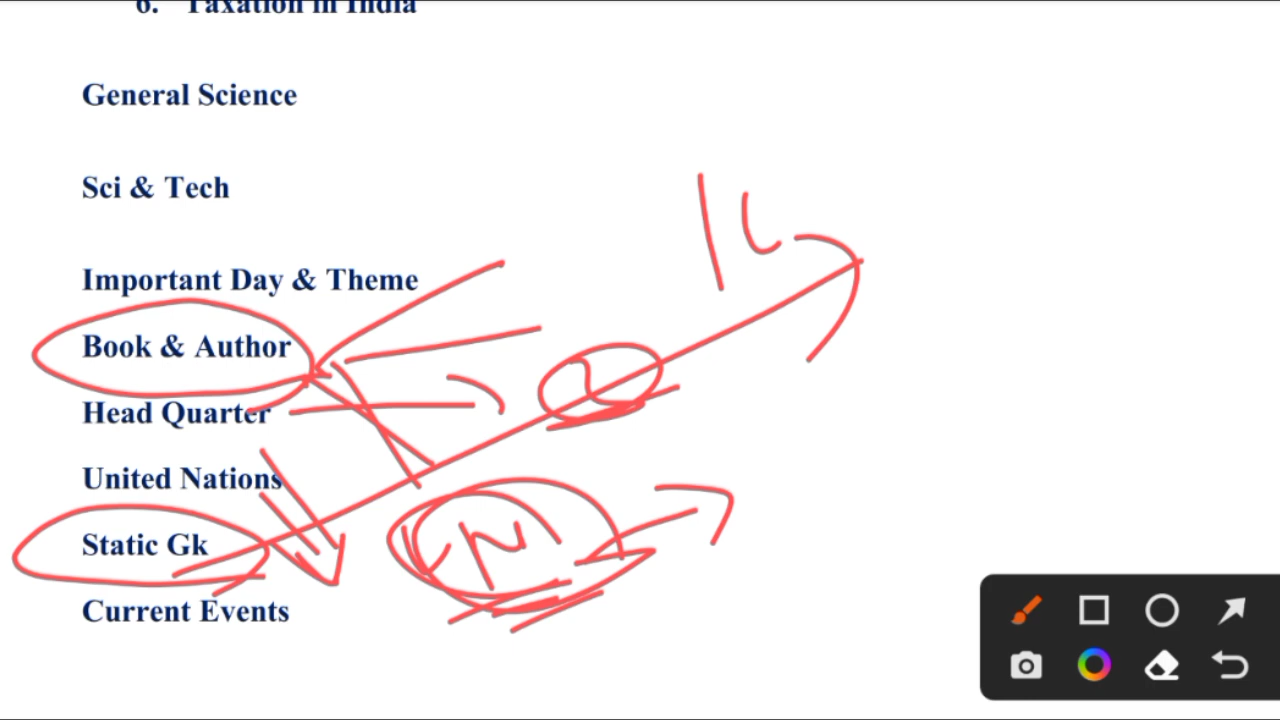 6. Taxation in India
General Science
Sci & Tech
Important Day & Theme
Book & Author
Head Quarter
United Nations
Static Gk
Current Events